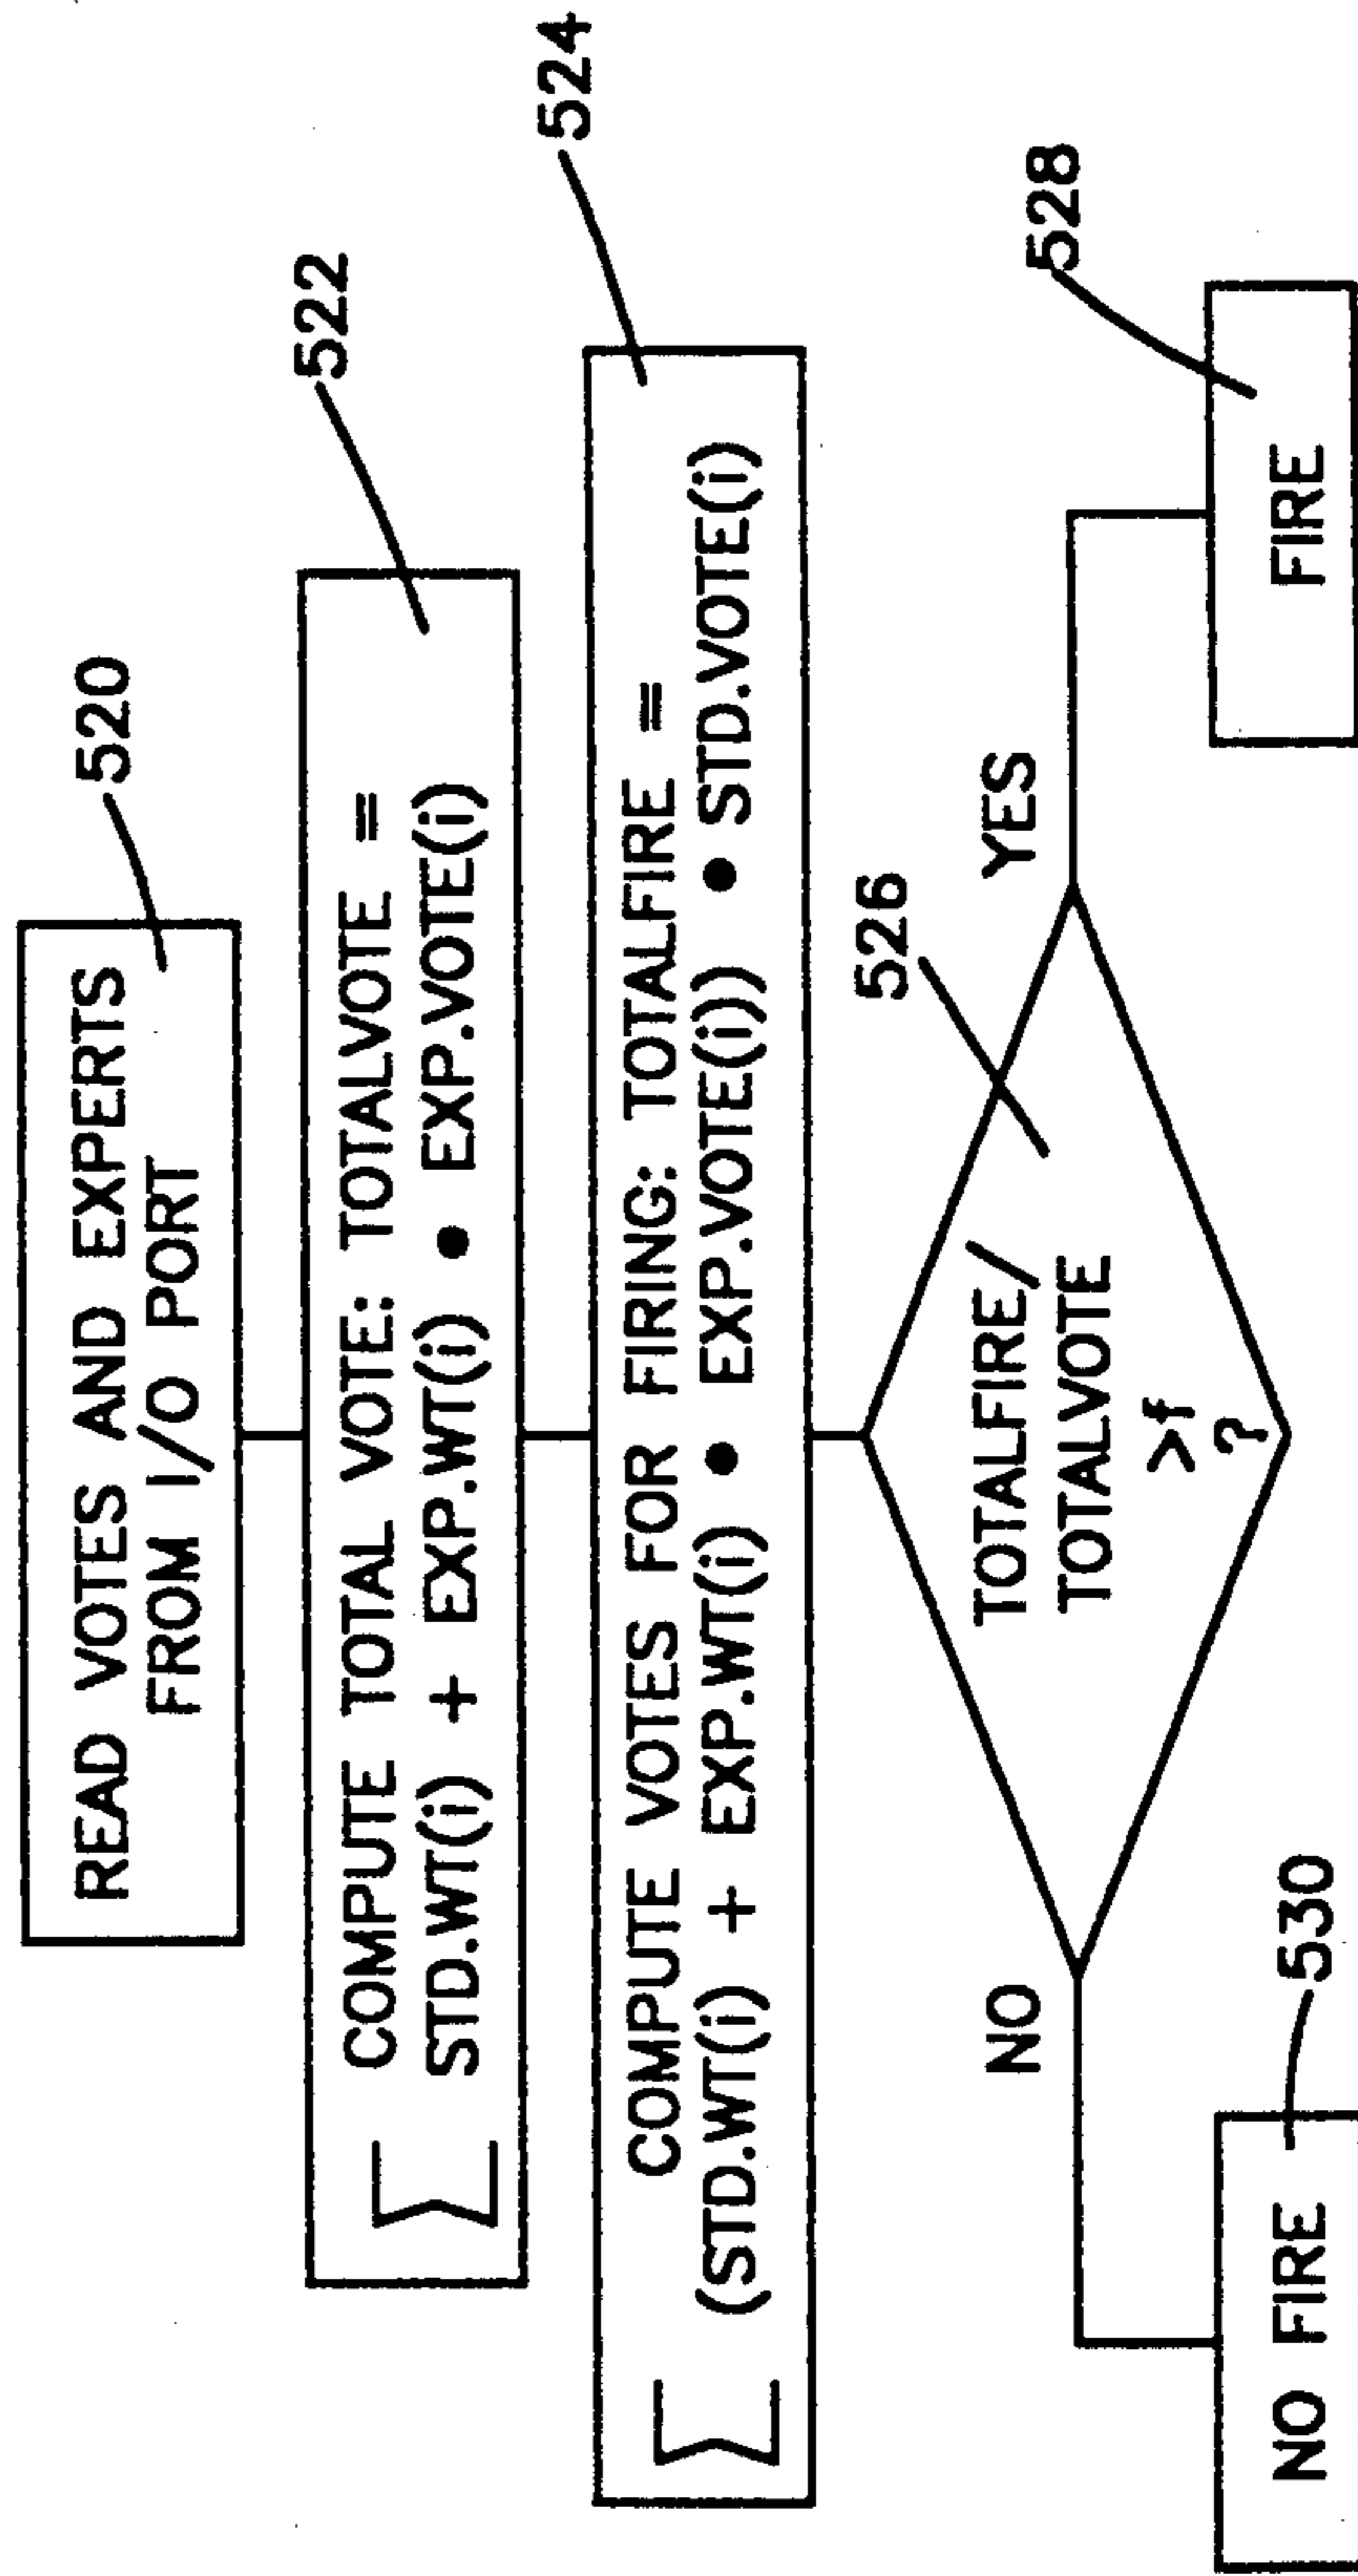 520
READ VOTES AND EXPERTS
FROM I/O PORT
522
COMPUTE TOTAL VOTE: TOTALVOTE =
∑ STD.WT(i) + EXP.WT(i) • EXP.VOTE(i)
524
COMPUTE VOTES FOR FIRING: TOTALFIRE =
∑ (STD.WT(i) + EXP.WT(i) • EXP.VOTE(i)) • STD.VOTE(i)
526
TOTALFIRE/
TOTALVOTE
>f
?
NO
YES
530
NO FIRE
528
FIRE